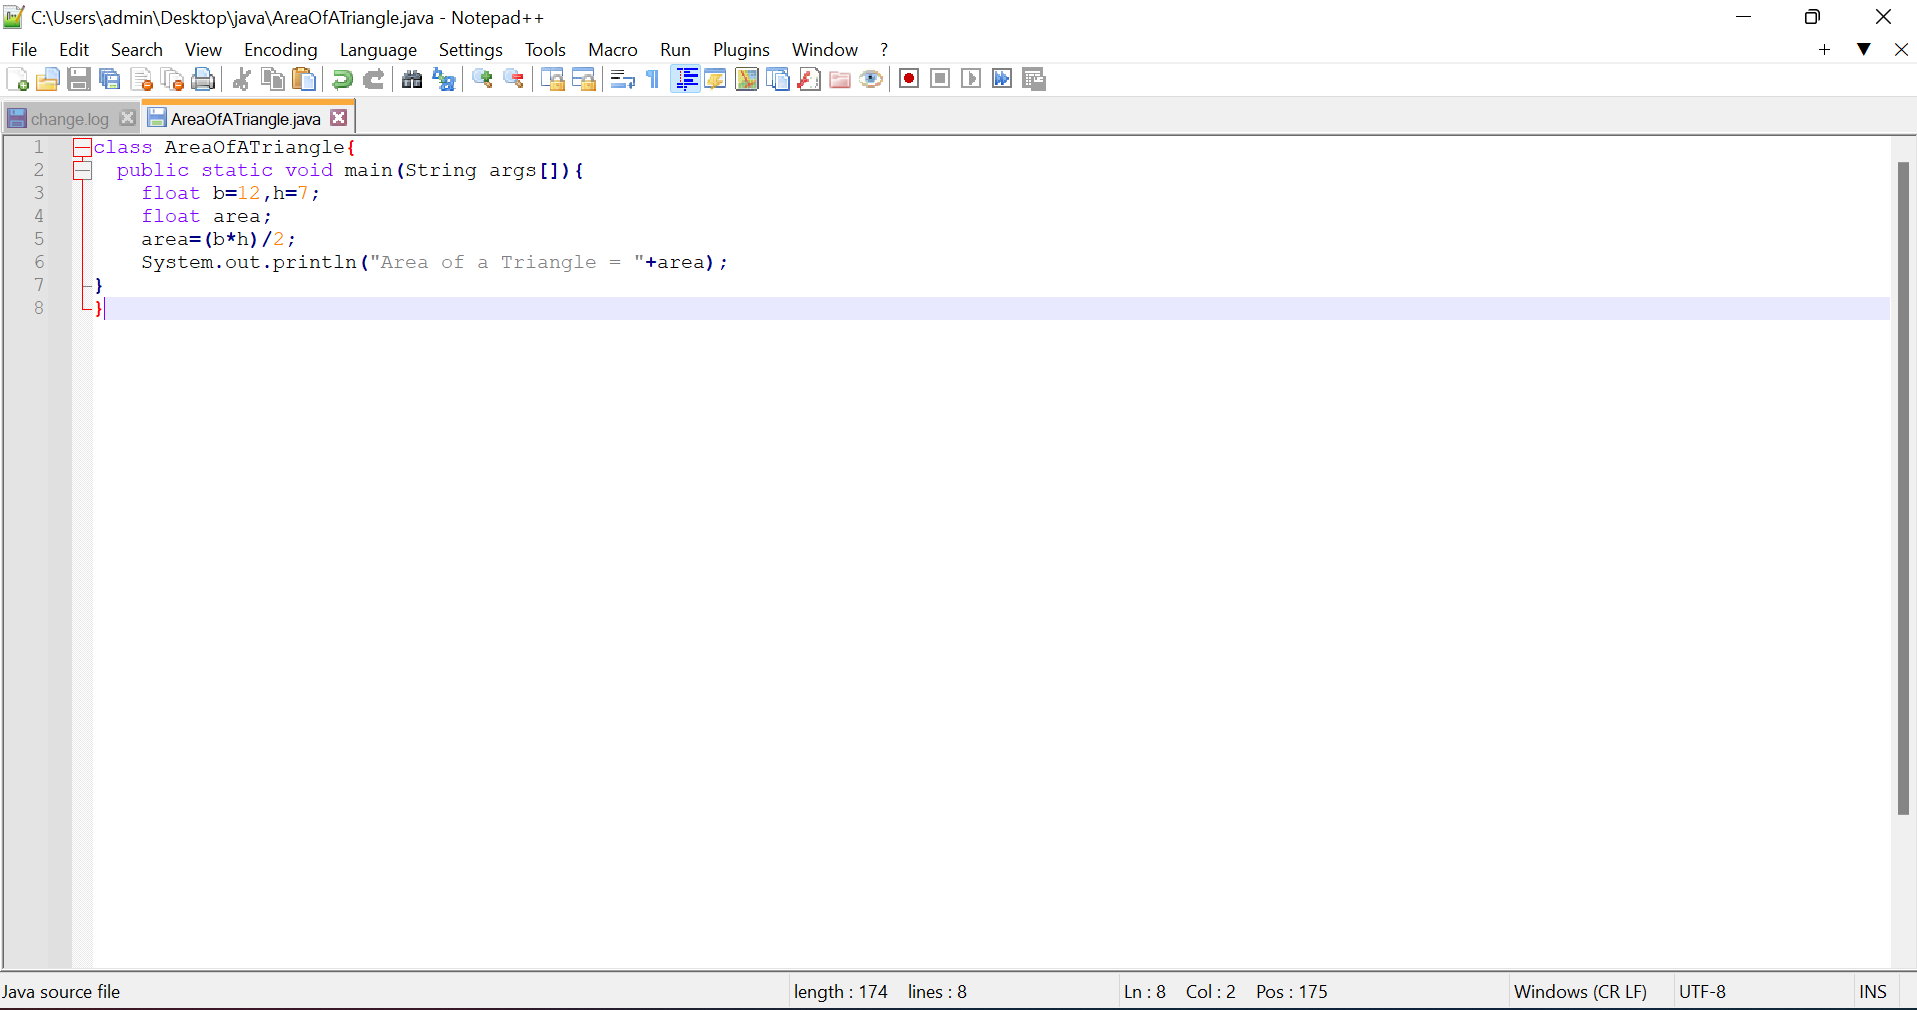 C:\Users\admin\Desktop\java\AreaOfATriangle.java - Notepad++
File Edit Search View Encoding Language Settings Tools Macro Run Plugins Window ?
change.log AreaOfATriangle.java
1 class AreaOfATriangle{
2 public static void main(String args[]){
3 float b=12,h=7;
4 float area;
5 area=(b*h)/2;
6 System.out.println("Area of a Triangle = "+area);
7 }
8 }
Java source file length : 174 lines : 8 Ln : 8 Col : 2 Pos : 175 Windows (CR LF) UTF-8 INS